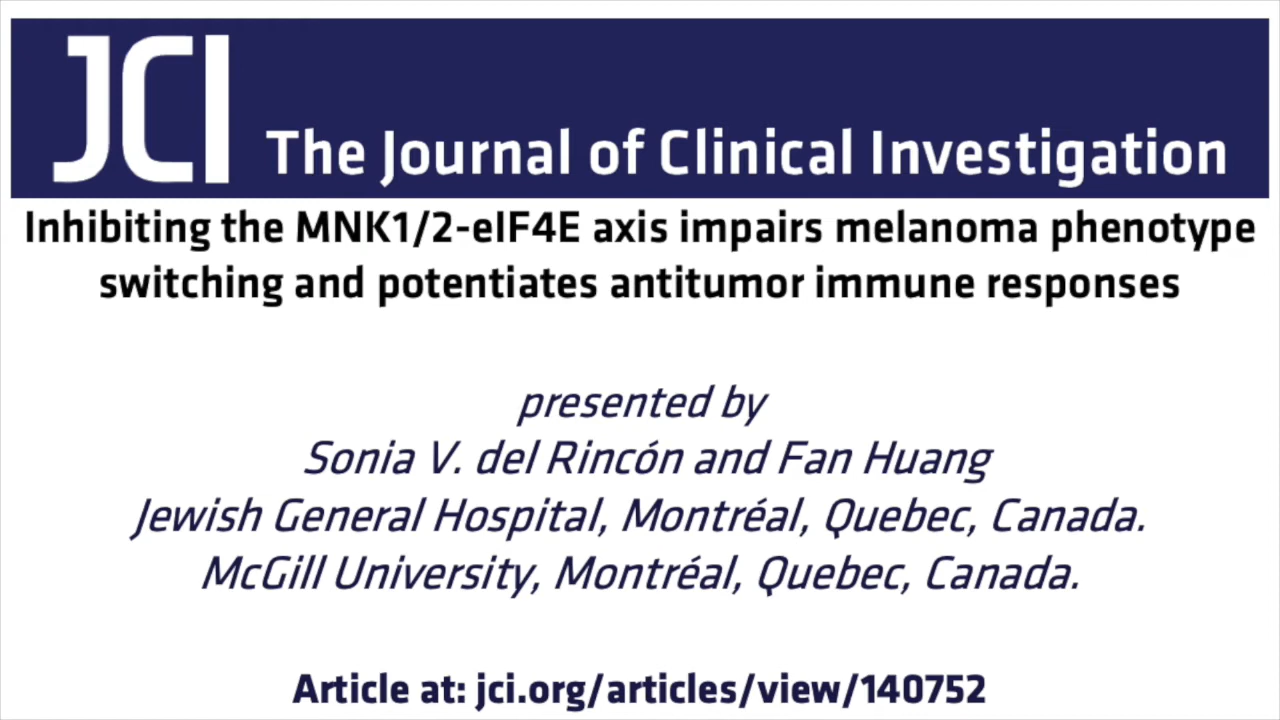 JCI The Journal of Clinical Investigation
Inhibiting the MNK1/2-eIF4E axis impairs melanoma phenotype
switching and potentiates antitumor immune responses
presented by
Sonia V. del Rincón and Fan Huang
Jewish General Hospital, Montréal, Quebec, Canada.
McGill University, Montréal, Quebec, Canada.
Article at: jci.org/articles/view/140752